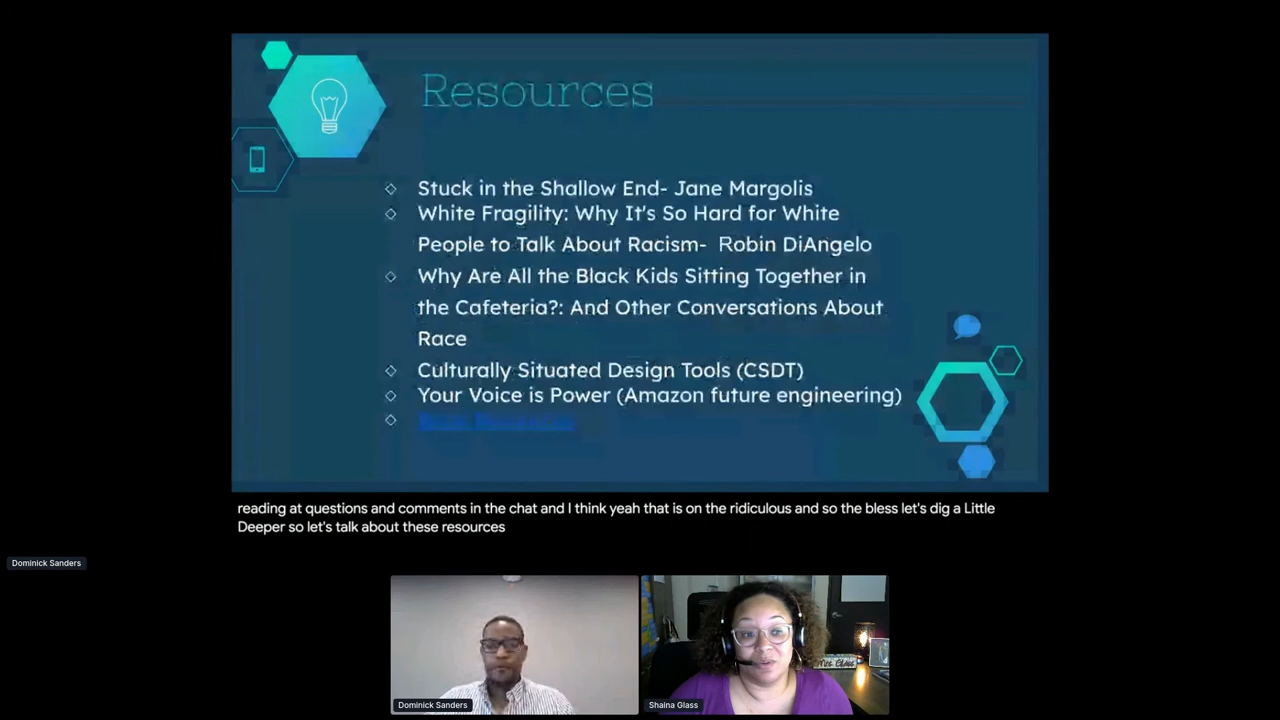 Resources
Stuck in the Shallow End- Jane Margolis
White Fragility: Why It's So Hard for White
People to Talk About Racism- Robin DiAngelo
Why Are All the Black Kids Sitting Together in
the Cafeteria?: And Other Conversations About
Race
Culturally Situated Design Tools (CSDT)
Your Voice is Power (Amazon future engineering)
reading at questions and comments in the chat and I think yeah that is on the ridiculous and so the bless let's dig a Little
Deeper so let's talk about these resources
Dominick Sanders
Mrs. Glass
Dominick Sanders
Shaina Glass